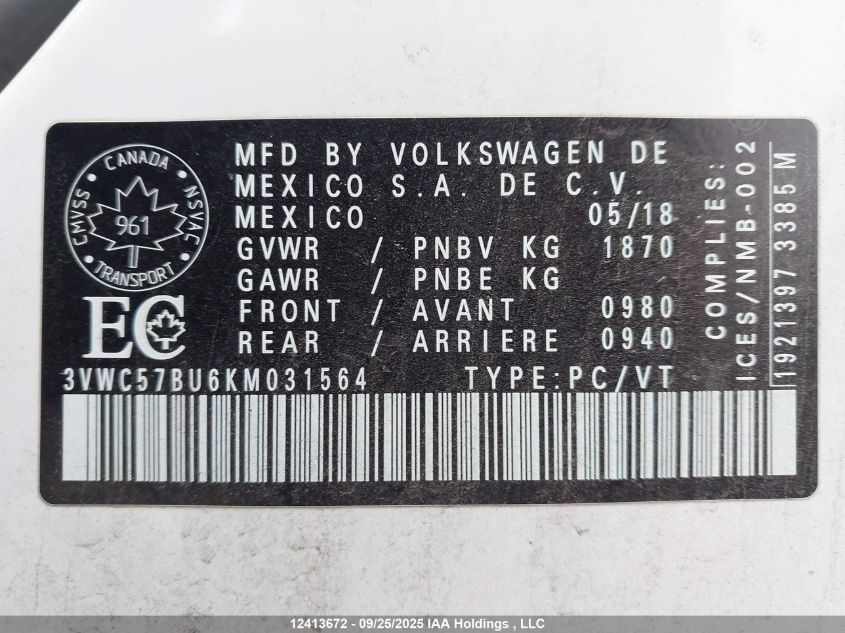 CANADA
CMVSS
NSVAC
961
TRANSPORT
EC
MFD BY VOLKSWAGEN DE
MEXICO S.A. DE C.V.
MEXICO 05/18
GVWR / PNBV KG 1870
GAWR / PNBE KG
FRONT / AVANT 0980
REAR / ARRIERE 0940
3VWC57BU6KM031564 TYPE:PC/VT
COMPLIES:
ICES/NMB-002
1921397 3385 M
12413672 - 09/25/2025 IAA Holdings , LLC